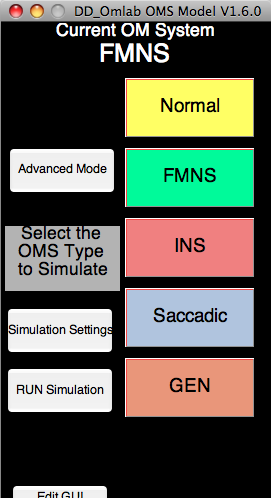 DD_Omlab OMS Model V1.6.0
Current OM System
FMNS
Normal
Advanced Mode
FMNS
Select the
OMS Type
to Simulate
INS
Simulation Settings
Saccadic
RUN Simulation
GEN
Edit GUI